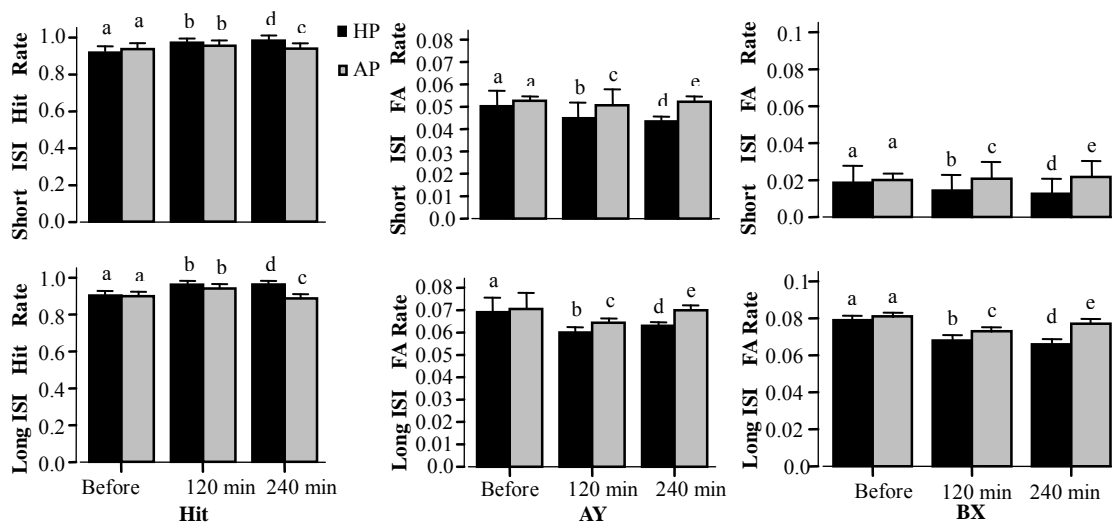 Short ISI Hit Rate
1.0
0.8
0.6
0.4
0.2
0.0
a a b b d c
HP
AP
Short ISI FA Rate
0.08
0.07
0.06
0.05
0.04
0.03
0.02
0.01
0.0
a a b c d e
Short ISI FA Rate
0.1
0.08
0.06
0.04
0.02
0.0
a a b c d e
Long ISI Hit Rate
1.0
0.8
0.6
0.4
0.2
0.0
a a b b d c
Before 120 min 240 min
Hit
Long ISI FA Rate
0.08
0.07
0.06
0.05
0.04
0.03
0.02
0.01
0.00
a b c d e
Before 120 min 240 min
AY
Long ISI FA Rate
0.1
0.08
0.06
0.04
0.02
0.0
a a b c d e
Before 120 min 240 min
BX